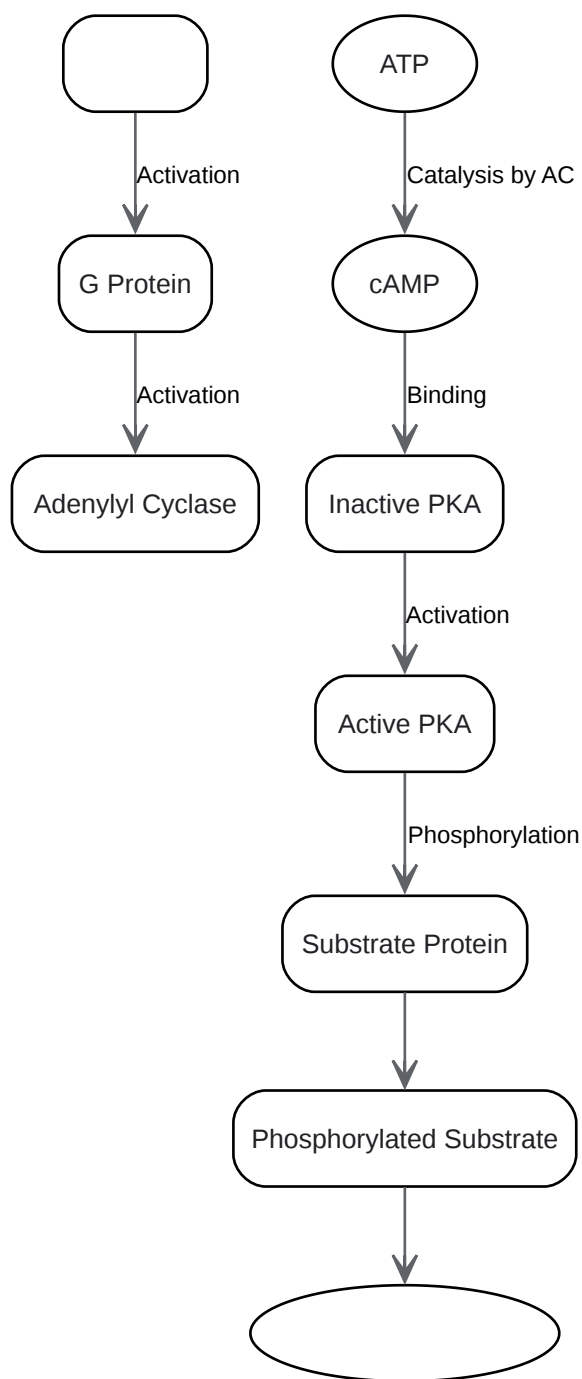 ATP
Activation
Catalysis by AC
G Protein
cAMP
Activation
Binding
Adenylyl Cyclase
Inactive PKA
Activation
Active PKA
Phosphorylation
Substrate Protein
Phosphorylated Substrate